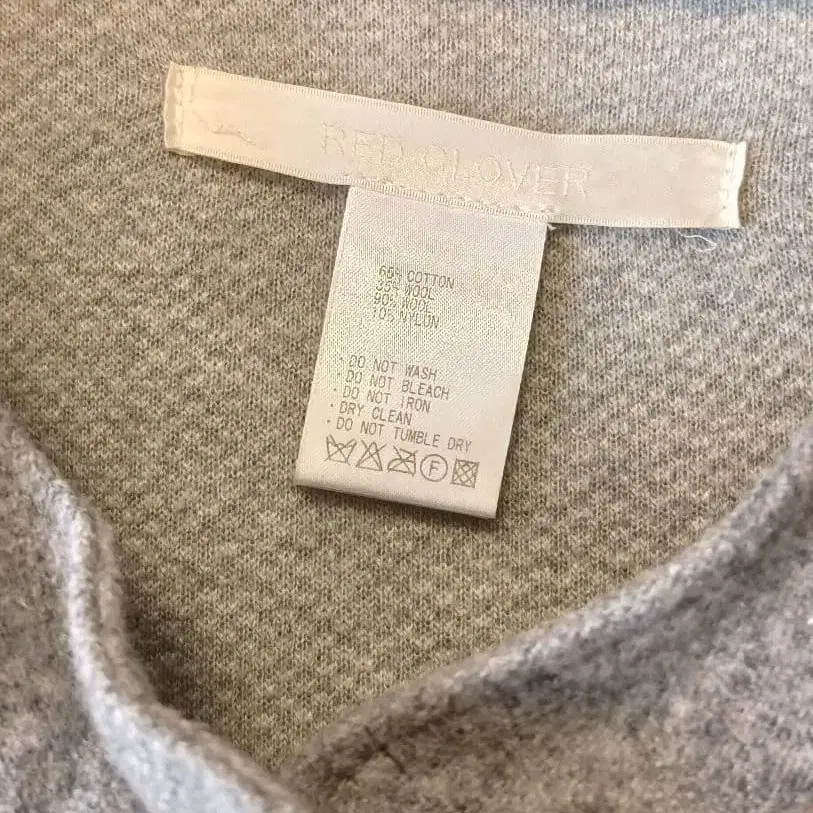 RED CLOVER
65% COTTON
35% WOOL
90% WOOL
10% NYLON
· DO NOT WASH
· DO NOT BLEACH
· DO NOT IRON
· DRY CLEAN
· DO NOT TUMBLE DRY
F